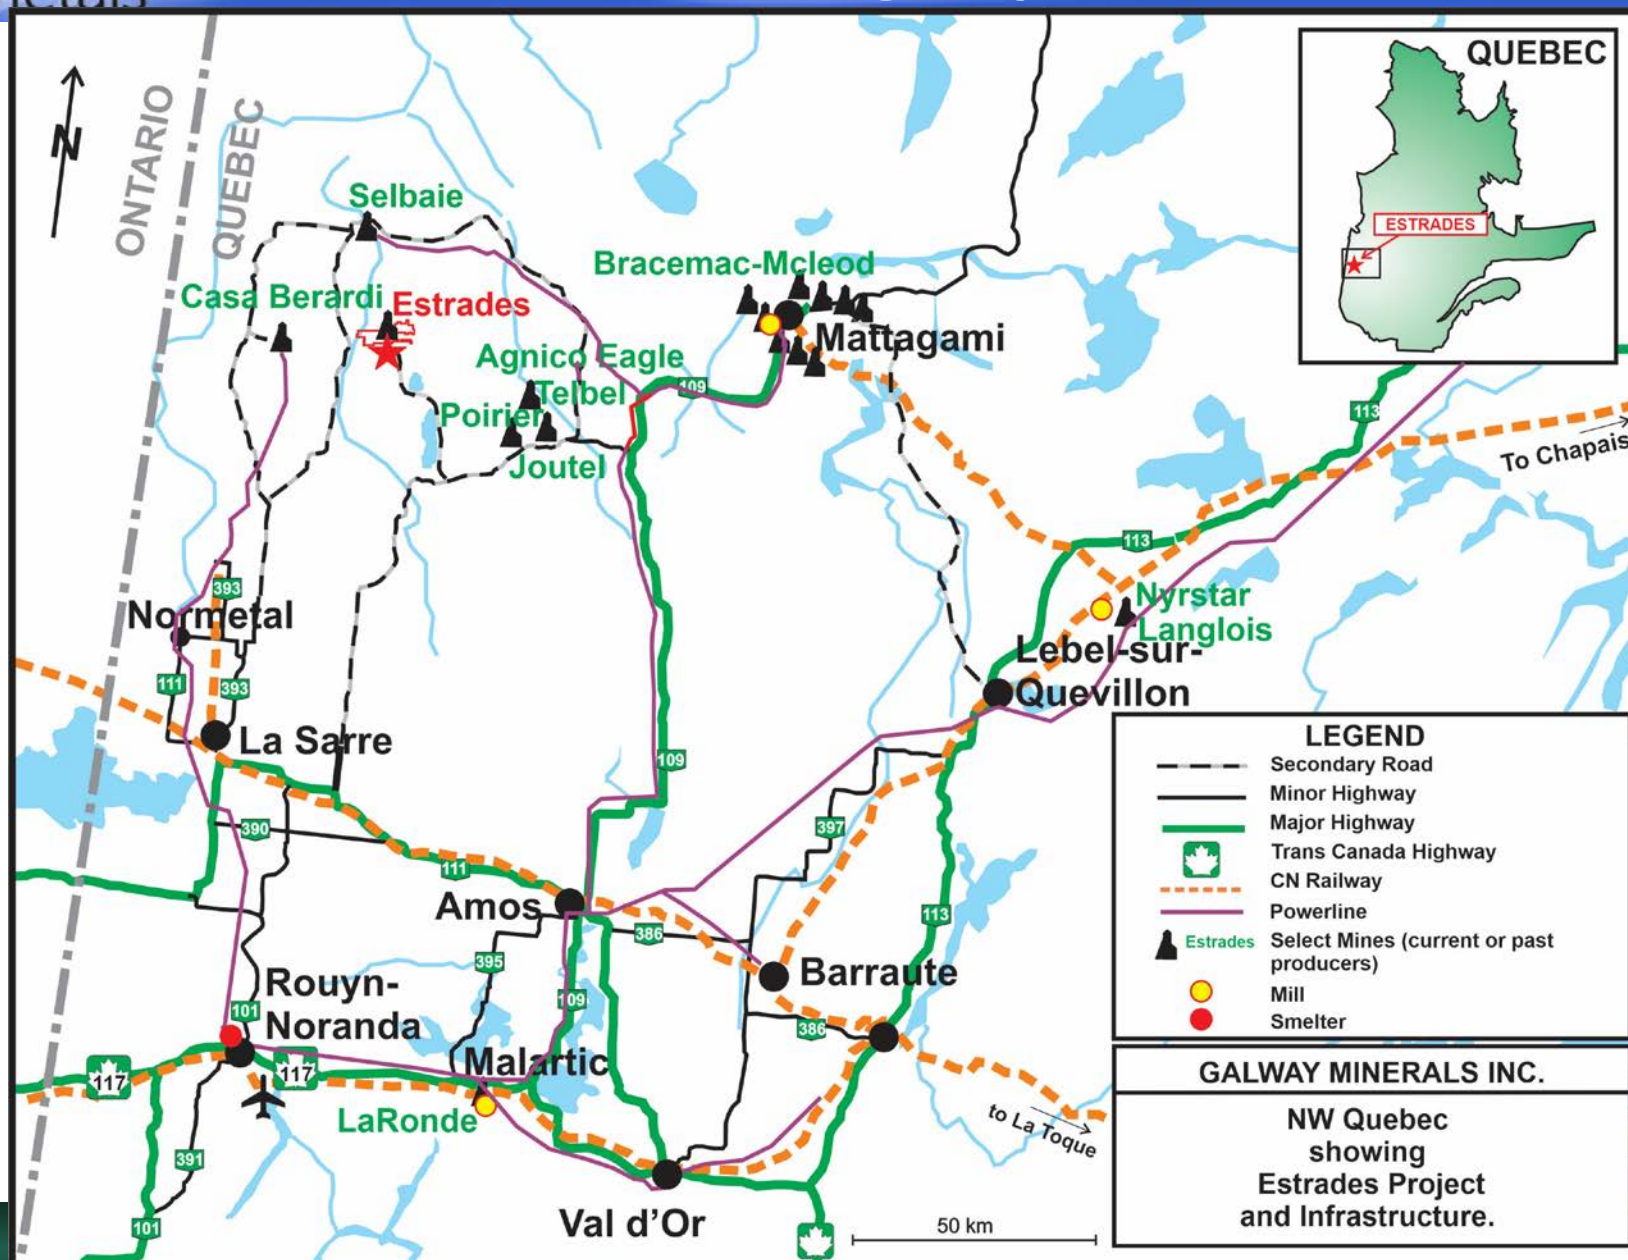 N
ONTARIO
QUEBEC
Selbaie
Casa Berardi
Estrades
Bracemac-Mcleod
Mattagami
Agnico Eagle
Telbel
Poirier
Joutel
109
QUEBEC
ESTRADES
113
To Chapais
113
393
Normetal
111
393
La Sarre
Nyrstar
Langlois
Lebel-sur-
Quevillon
109
390
111
397
Amos
386
113
395
Barraute
109
386
Rouyn-
Noranda
101
Malartic
117
117
LaRonde
to La Toque
391
101
Val d'Or
50 km
LEGEND
Secondary Road
Minor Highway
Major Highway
Trans Canada Highway
CN Railway
Powerline
Estrades Select Mines (current or past
producers)
Mill
Smelter
GALWAY MINERALS INC.
NW Quebec
showing
Estrades Project
and Infrastructure.